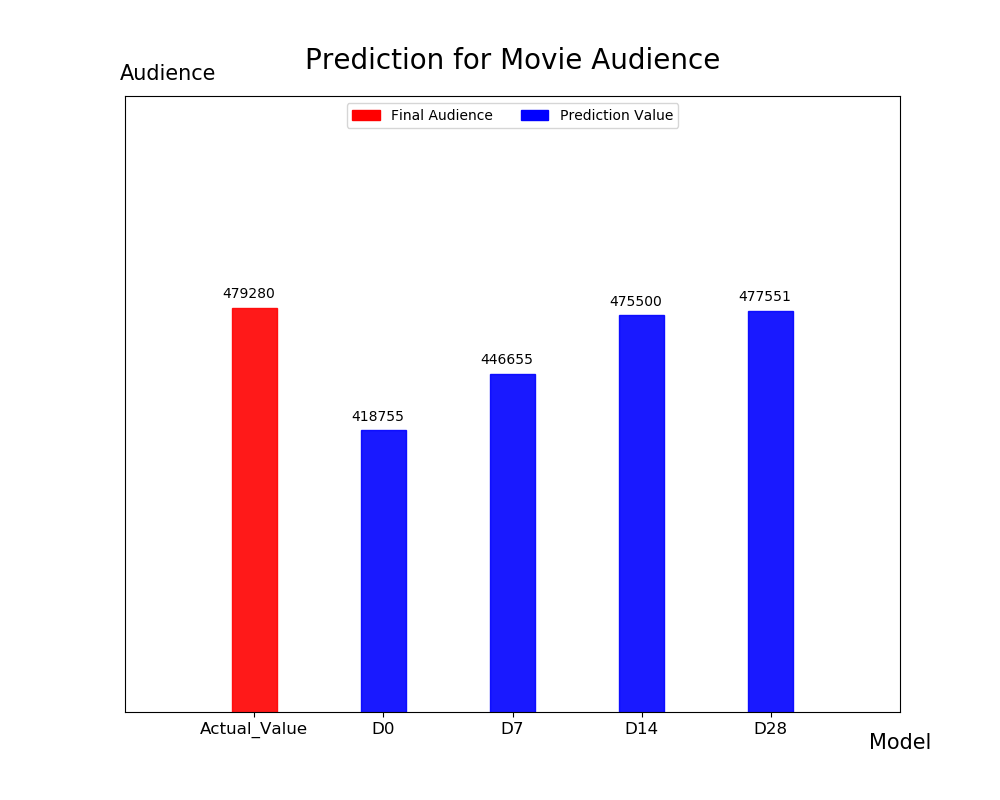 Prediction for Movie Audience
Audience
Final Audience
Prediction Value
479280
418755
446655
475500
477551
Actual_Value
D0
D7
D14
D28
Model